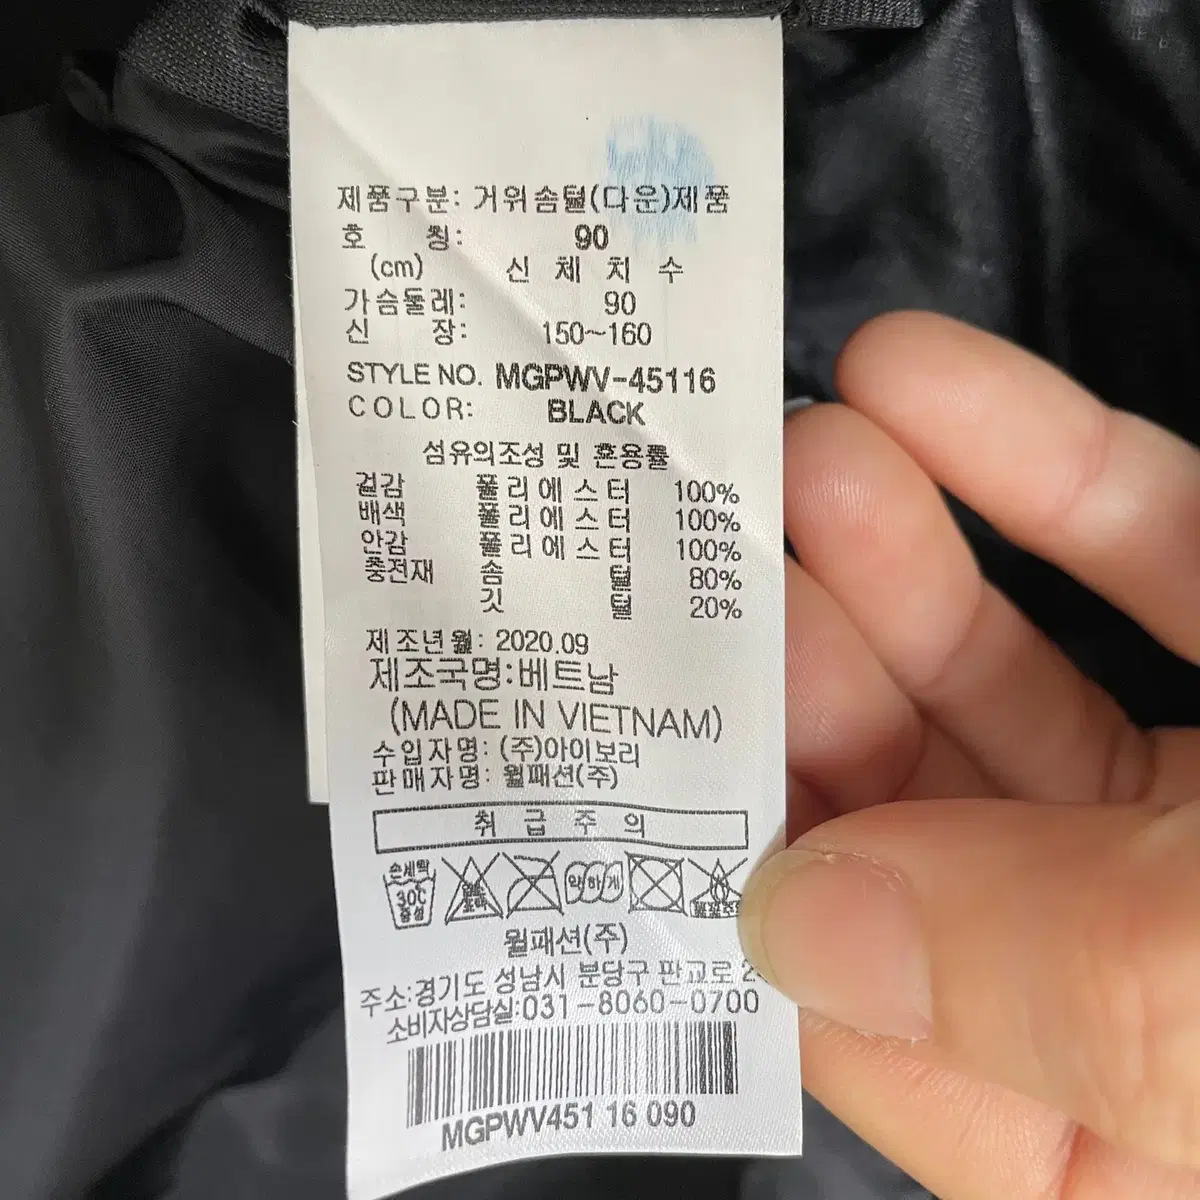 제품구분: 거위솜털(다운)제품
호 칭: 90
(cm) 신 체 치 수
가슴둘레: 90
신 장: 150~160
STYLE NO. MGPWV-45116
COLOR: BLACK
섬유의조성 및 혼용률
겉감 폴리에스터 100%
배색 폴리에스터 100%
안감 폴리에스터 100%
충전재 솜 털 80%
깃 털 20%
제조년월: 2020.09
제조국명:베트남
(MADE IN VIETNAM)
수입자명: (주)아이보리
판매자명: 월패션(주)
취 급 주 의
손세탁 30℃ 중성 약하게
월패션(주)
주소:경기도 성남시 분당구 판교로
소비자상담실:031-8060-0700
MGPWV451 16 090